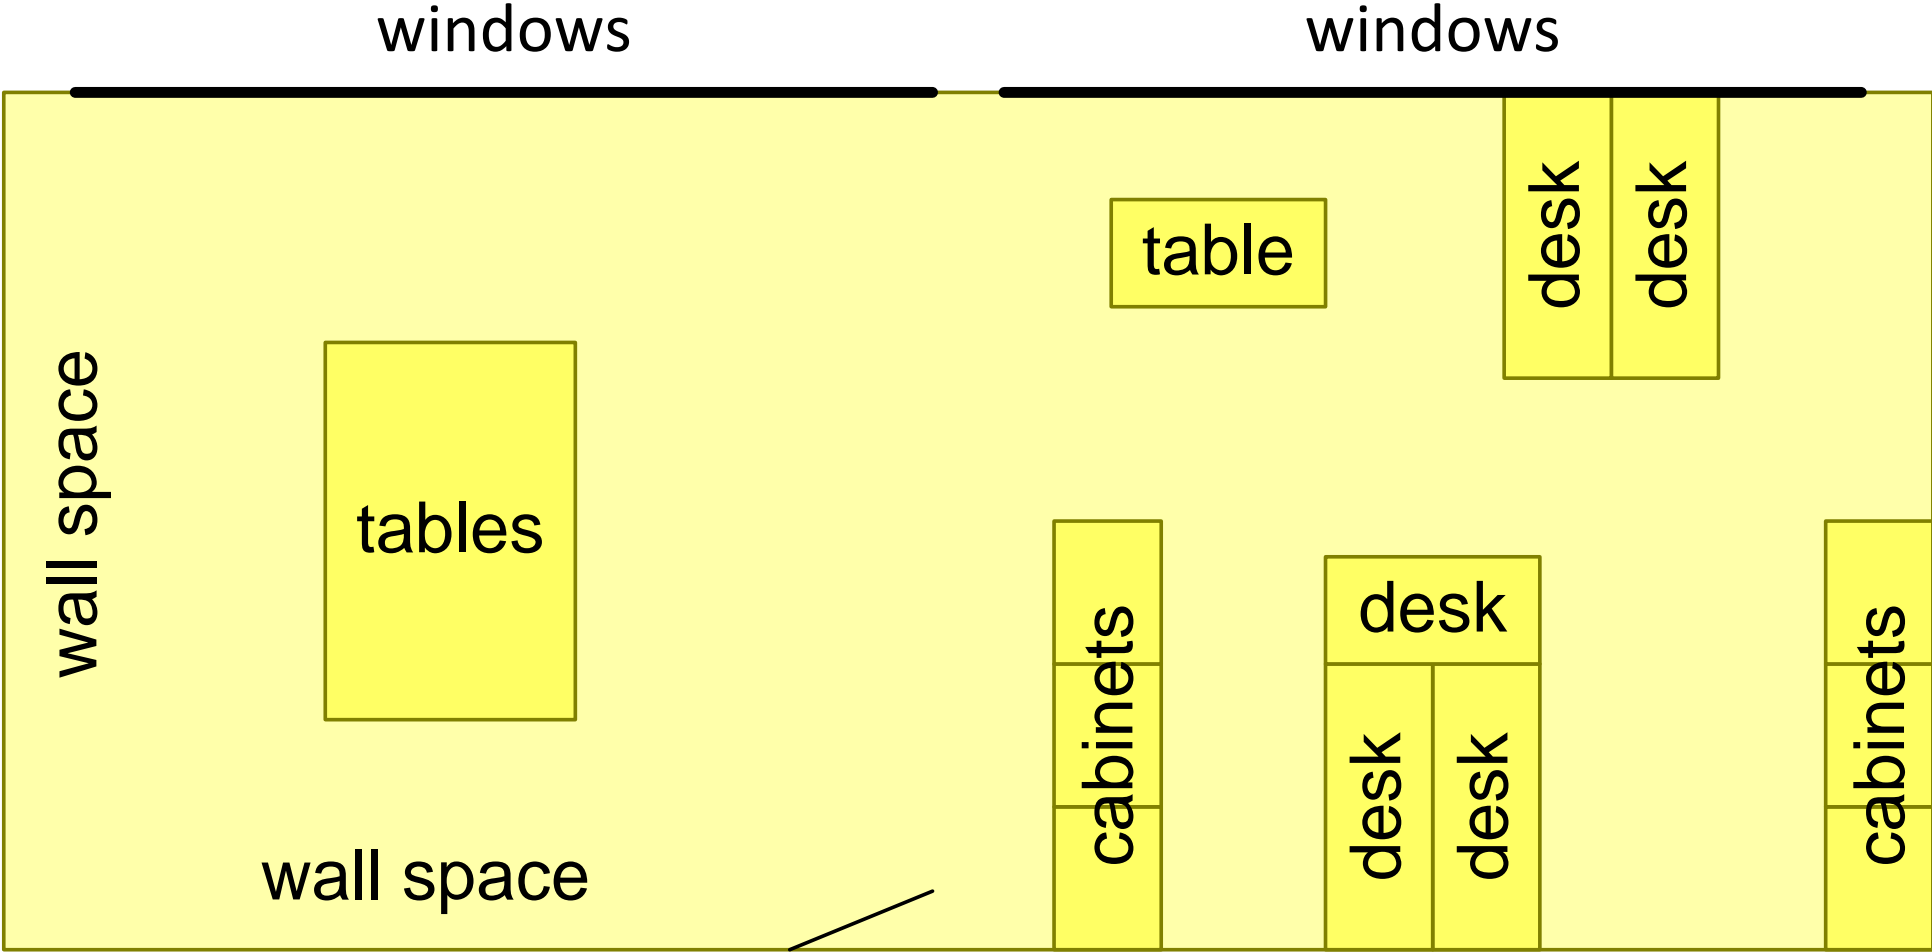 windows
windows
desk
desk
table
wall space
tables
desk
cabinets
cabinets
desk
desk
wall space